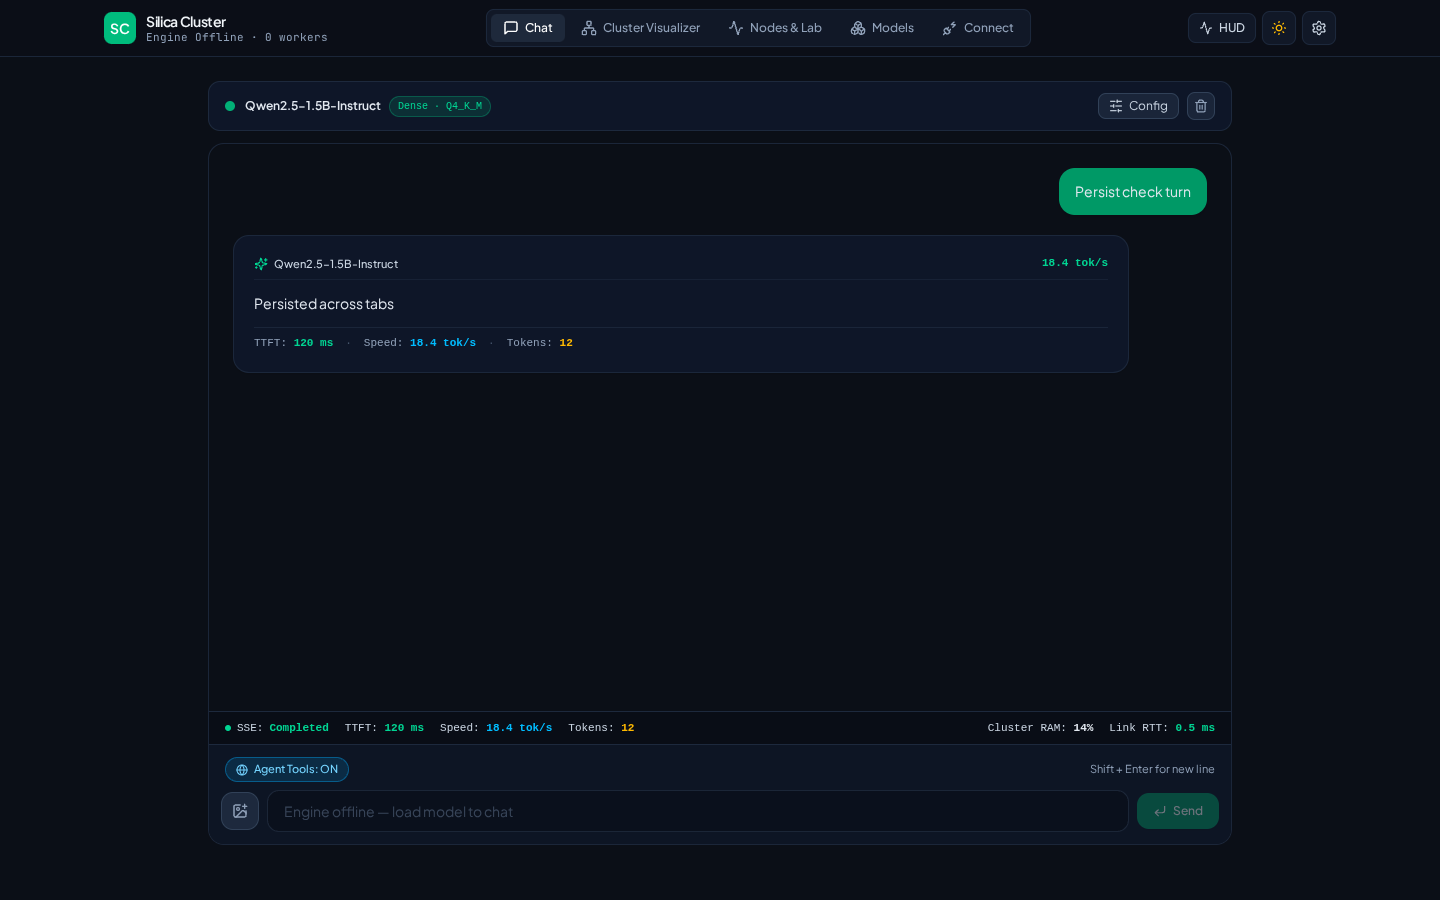 SC
Silica Cluster
Engine Offline · 0 workers
Chat
Cluster Visualizer
Nodes & Lab
Models
Connect
HUD
Qwen2.5-1.5B-Instruct
Dense · Q4_K_M
Config
Persist check turn
Qwen2.5-1.5B-Instruct
18.4 tok/s
Persisted across tabs
TTFT: 120 ms · Speed: 18.4 tok/s · Tokens: 12
SSE: Completed TTFT: 120 ms Speed: 18.4 tok/s Tokens: 12
Cluster RAM: 14% Link RTT: 0.5 ms
Agent Tools: ON
Shift + Enter for new line
Engine offline — load model to chat
Send